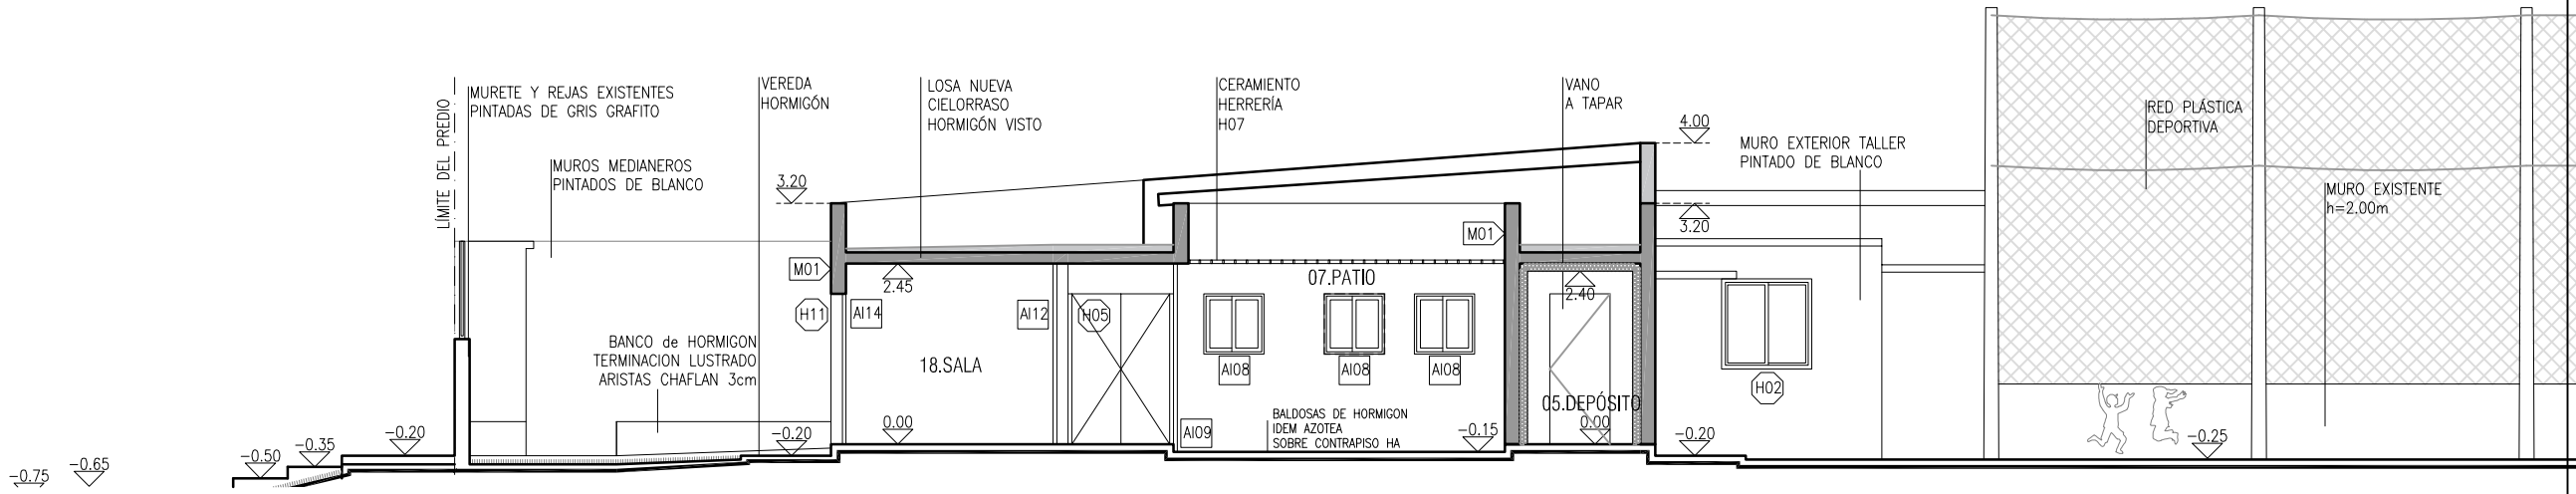 LÍMITE DEL PREDIO
MURETE Y REJAS EXISTENTES
PINTADAS DE GRIS GRAFITO
MUROS MEDIANEROS
PINTADOS DE BLANCO
VEREDA
HORMIGÓN
LOSA NUEVA
CIELORRASO
HORMIGÓN VISTO
CERAMIENTO
HERRERÍA
H07
VANO
A TAPAR
4.00
MURO EXTERIOR TALLER
PINTADO DE BLANCO
RED PLÁSTICA
DEPORTIVA
MURO EXISTENTE
h=2.00m
3.20
3.20
M01
M01
2.45
07.PATIO
2.40
H11
AI14
AI12
H05
BANCO de HORMIGON
TERMINACION LUSTRADO
ARISTAS CHAFLAN 3cm
18.SALA
AI08
AI08
AI08
H02
05.DEPÓSITO
BALDOSAS DE HORMIGON
IDEM AZOTEA
SOBRE CONTRAPISO HA
AI09
0.00
0.00
-0.75
-0.65
-0.50
-0.35
-0.20
-0.20
-0.15
-0.20
-0.25